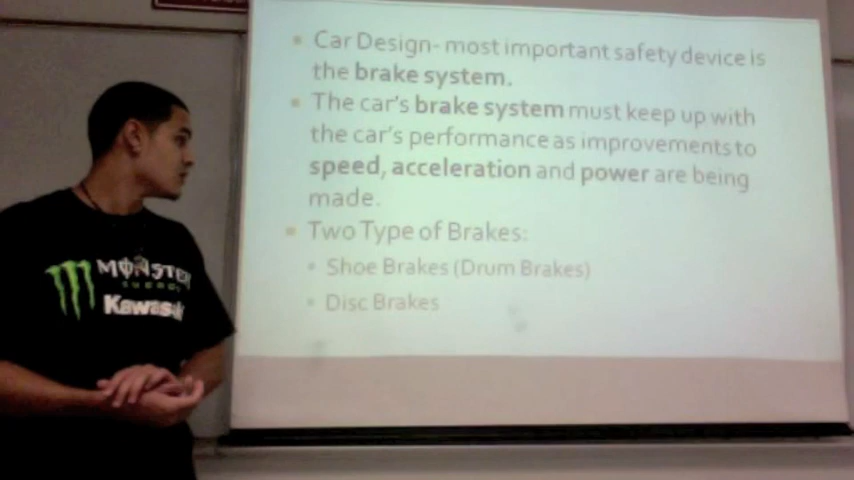 Car Design- most important safety device is
the brake system.
The car's brake system must keep up with
the car's performance as improvements to
speed, acceleration and power are being
made.
Two Type of Brakes:
Shoe Brakes (Drum Brakes)
Disc Brakes
MONSTER
ENERGY
Kawasaki